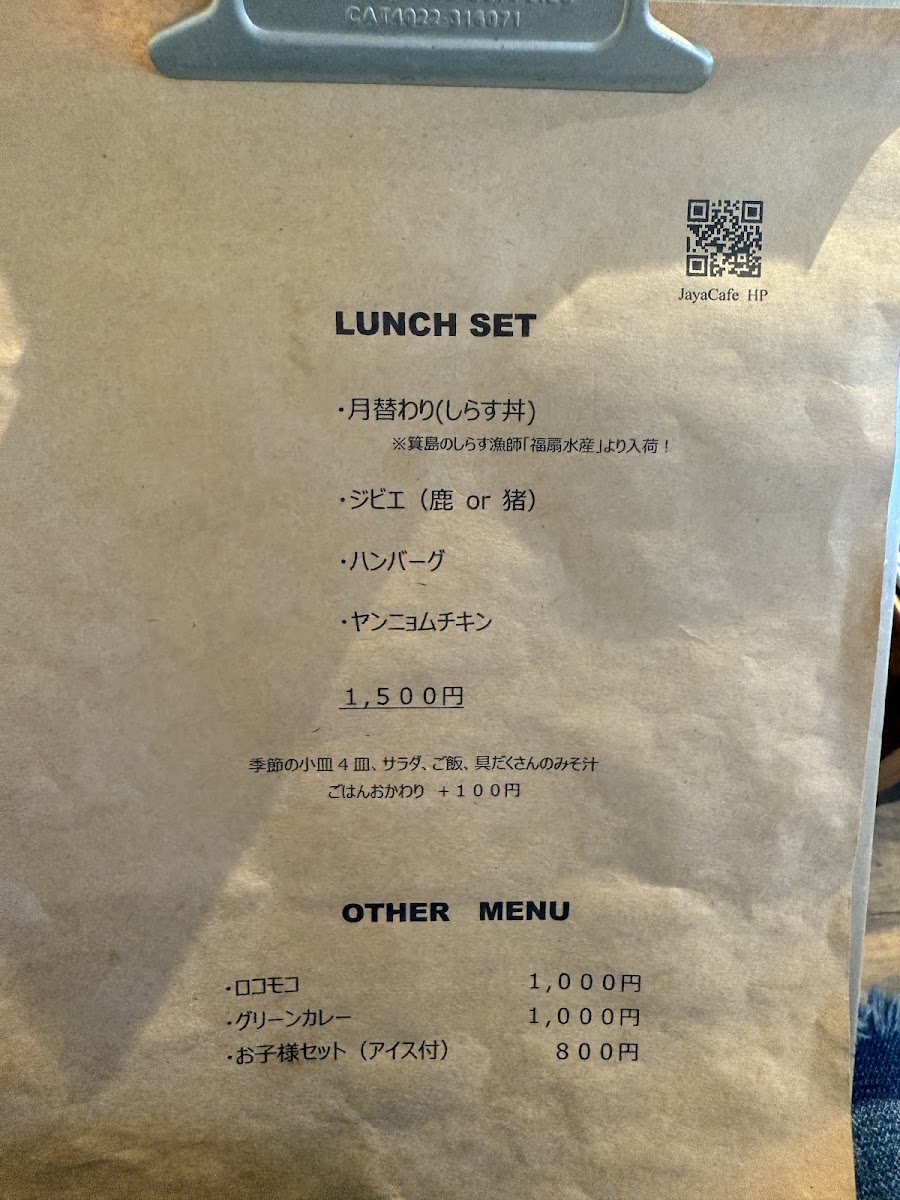 CAT4022-316071
JayaCafe HP
LUNCH SET
・月替わり(しらす丼)
※箕島のしらす漁師「福扇水産」より入荷！
・ジビエ（鹿 or 猪）
・ハンバーグ
・ヤンニョムチキン
１,５００円
季節の小皿４皿、サラダ、ご飯、具だくさんのみそ汁
ごはんおかわり ＋１００円
OTHER MENU
・ロコモコ １,０００円
・グリーンカレー １,０００円
・お子様セット（アイス付） ８００円